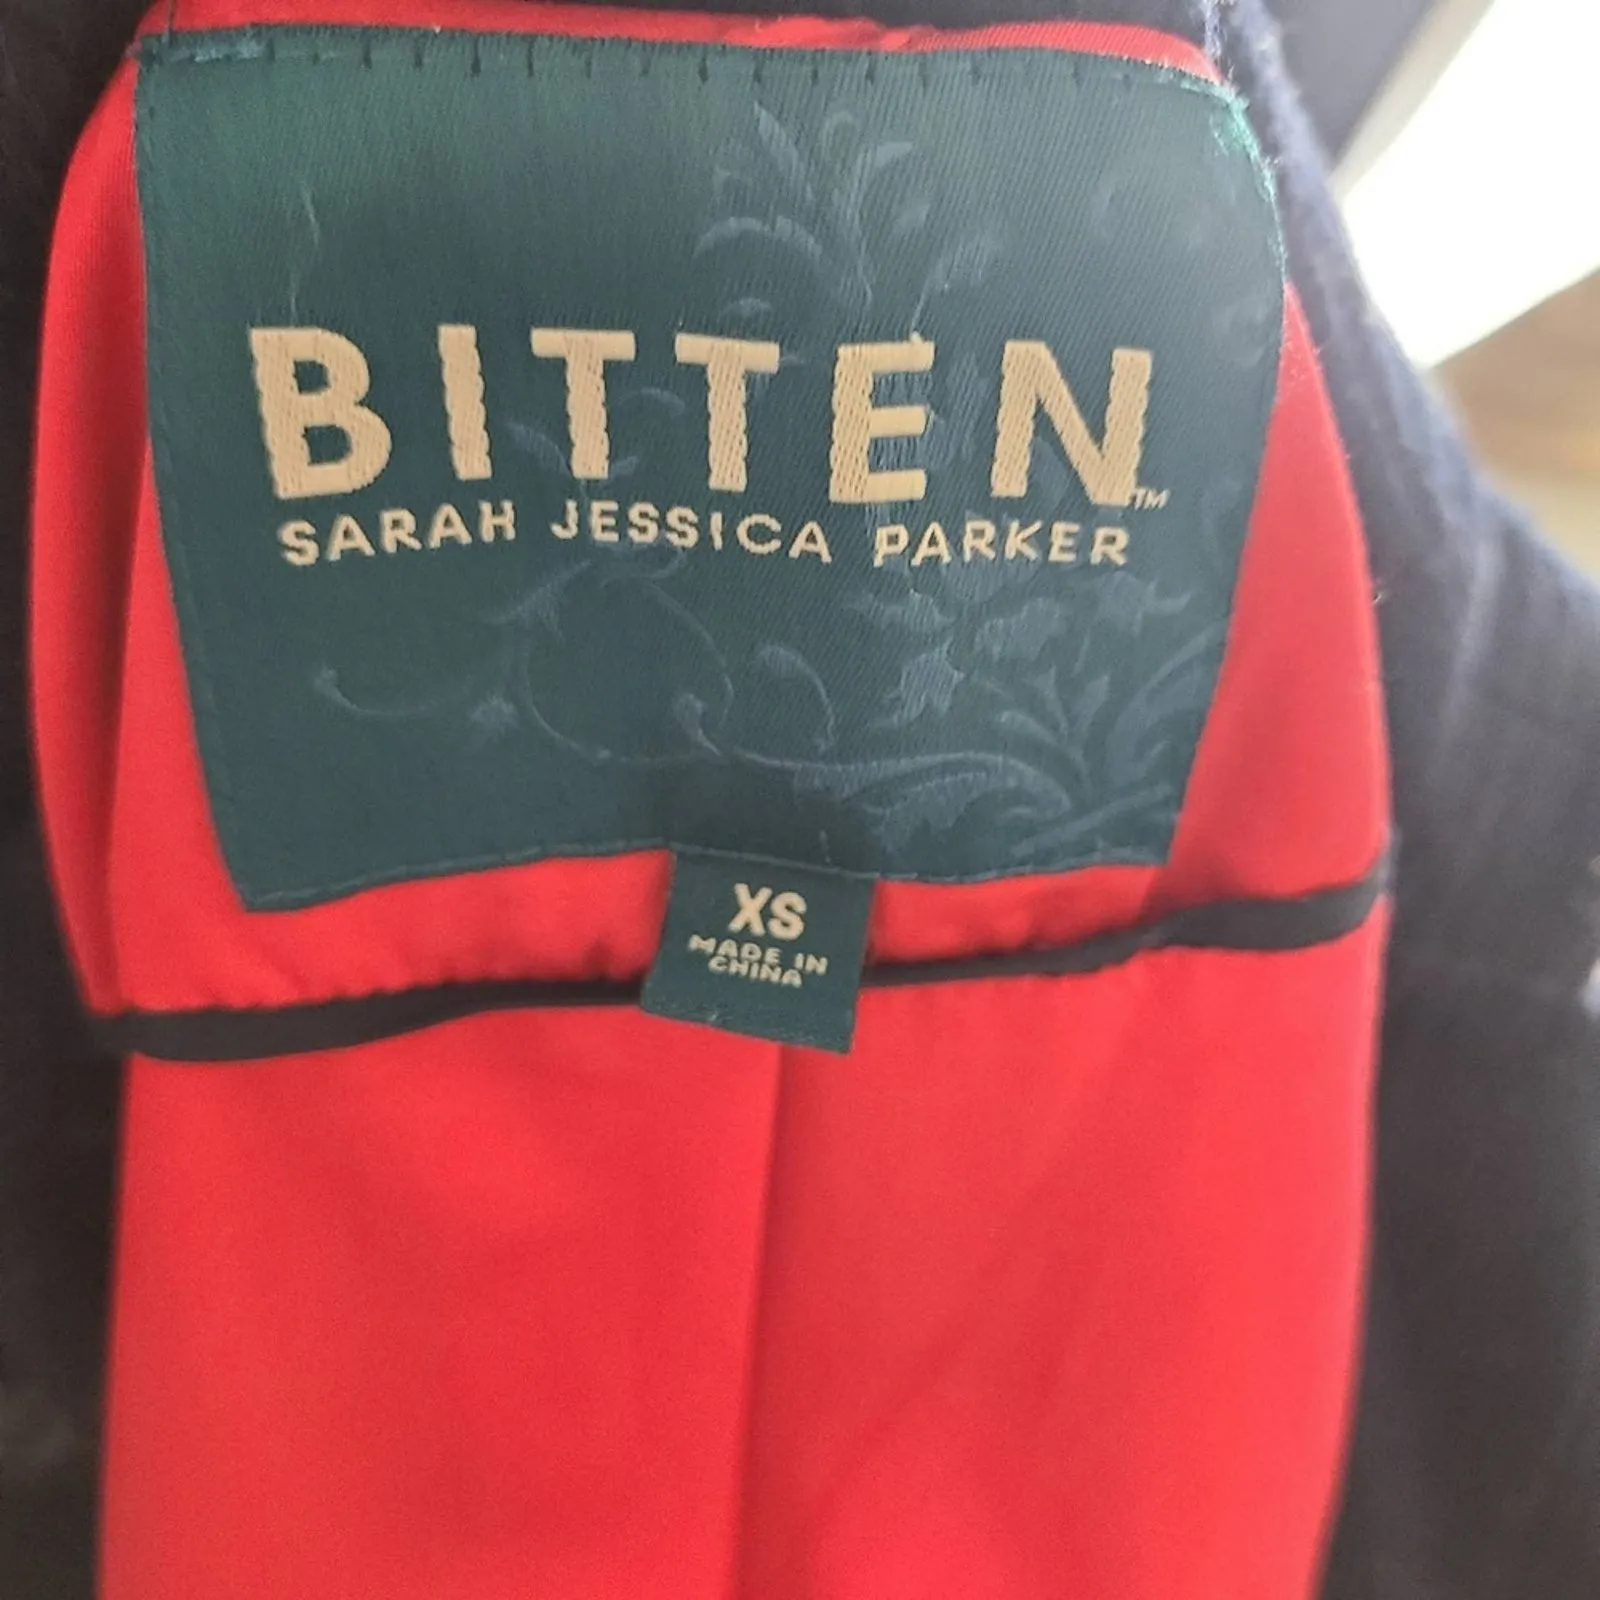 BITTEN™
SARAH JESSICA PARKER
XS
MADE IN
CHINA